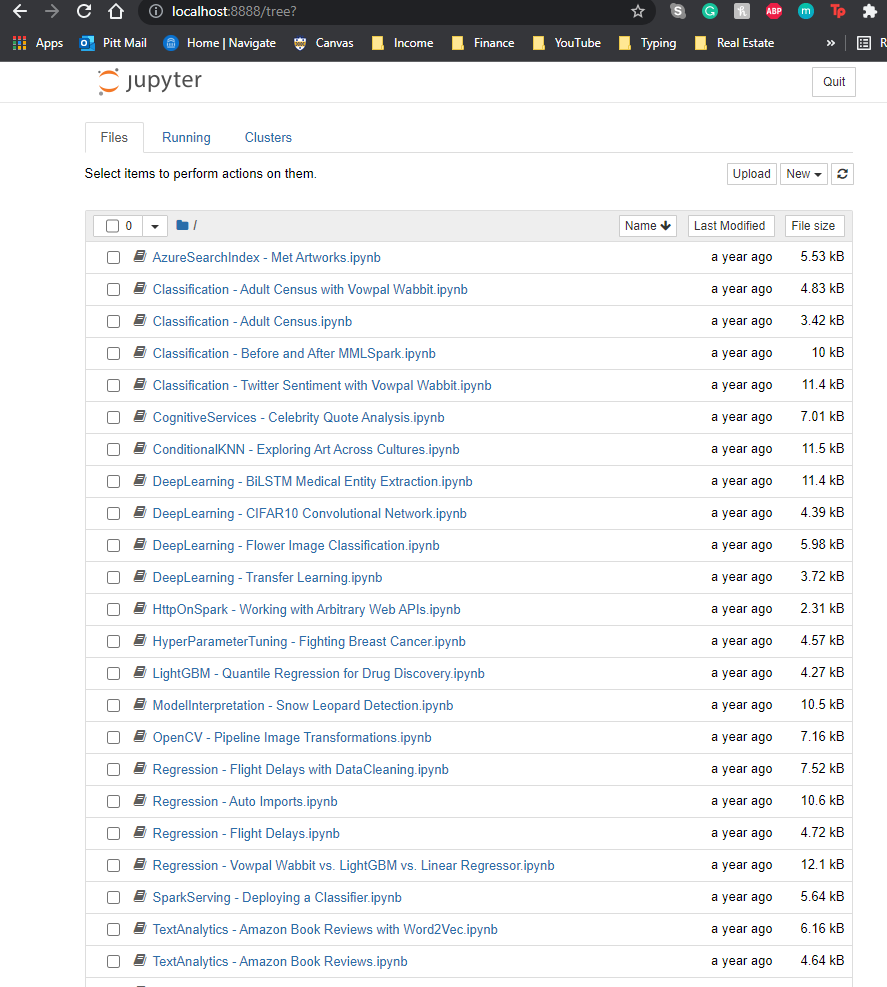 localhost:8888/tree?
S G ABP m Tp
Apps Pitt Mail Home | Navigate Canvas Income Finance YouTube Typing Real Estate » R
jupyter Quit
Files Running Clusters
Select items to perform actions on them. Upload New
0 / Name Last Modified File size
AzureSearchIndex - Met Artworks.ipynb a year ago 5.53 kB
Classification - Adult Census with Vowpal Wabbit.ipynb a year ago 4.83 kB
Classification - Adult Census.ipynb a year ago 3.42 kB
Classification - Before and After MMLSpark.ipynb a year ago 10 kB
Classification - Twitter Sentiment with Vowpal Wabbit.ipynb a year ago 11.4 kB
CognitiveServices - Celebrity Quote Analysis.ipynb a year ago 7.01 kB
ConditionalKNN - Exploring Art Across Cultures.ipynb a year ago 11.5 kB
DeepLearning - BiLSTM Medical Entity Extraction.ipynb a year ago 11.4 kB
DeepLearning - CIFAR10 Convolutional Network.ipynb a year ago 4.39 kB
DeepLearning - Flower Image Classification.ipynb a year ago 5.98 kB
DeepLearning - Transfer Learning.ipynb a year ago 3.72 kB
HttpOnSpark - Working with Arbitrary Web APIs.ipynb a year ago 2.31 kB
HyperParameterTuning - Fighting Breast Cancer.ipynb a year ago 4.57 kB
LightGBM - Quantile Regression for Drug Discovery.ipynb a year ago 4.27 kB
ModelInterpretation - Snow Leopard Detection.ipynb a year ago 10.5 kB
OpenCV - Pipeline Image Transformations.ipynb a year ago 7.16 kB
Regression - Flight Delays with DataCleaning.ipynb a year ago 7.52 kB
Regression - Auto Imports.ipynb a year ago 10.6 kB
Regression - Flight Delays.ipynb a year ago 4.72 kB
Regression - Vowpal Wabbit vs. LightGBM vs. Linear Regressor.ipynb a year ago 12.1 kB
SparkServing - Deploying a Classifier.ipynb a year ago 5.64 kB
TextAnalytics - Amazon Book Reviews with Word2Vec.ipynb a year ago 6.16 kB
TextAnalytics - Amazon Book Reviews.ipynb a year ago 4.64 kB